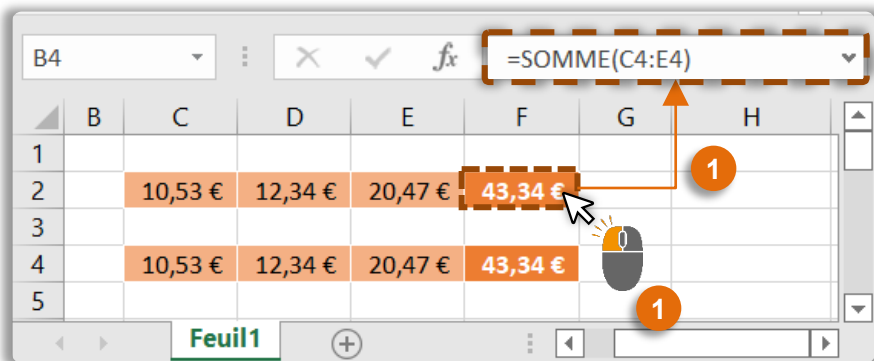 B4 fx =SOMME(C4:E4)
B C D E F G H
1
1
2 10,53 € 12,34 € 20,47 € 43,34 €
3
4 10,53 € 12,34 € 20,47 € 43,34 €
1
5
Feuil1